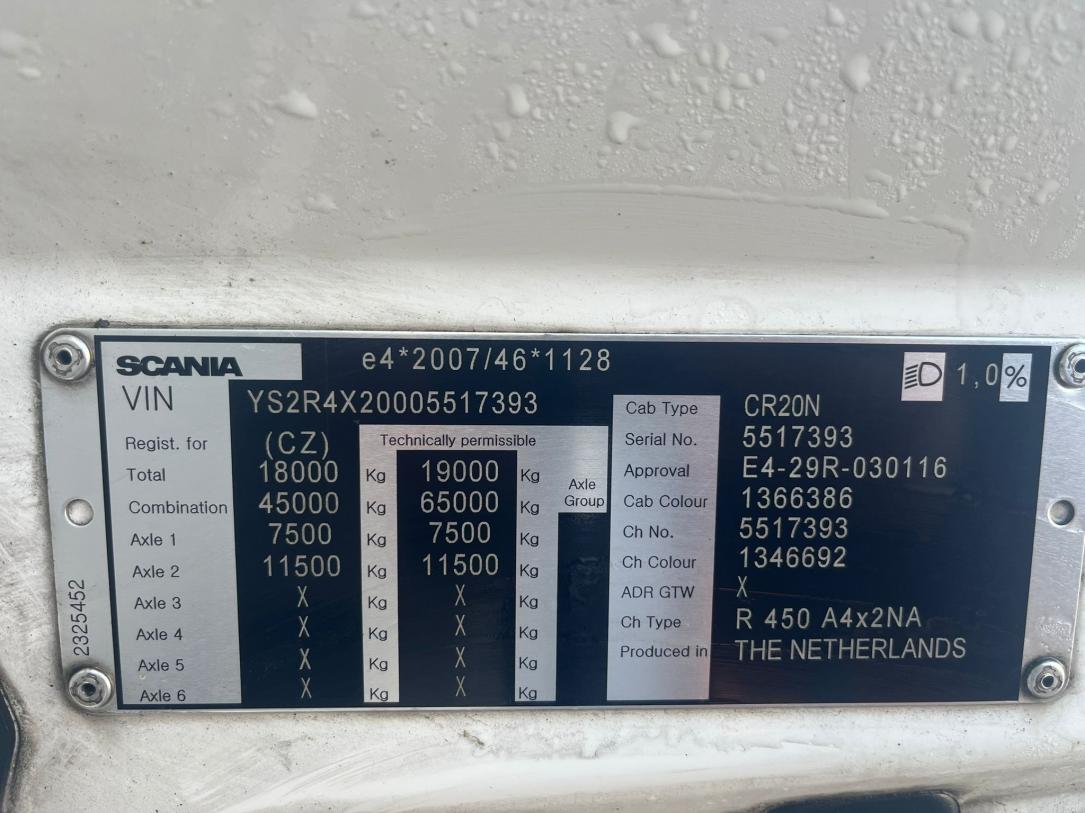 SCANIA e4*2007/46*1128 1,0%
VIN YS2R4X20005517393
Cab Type CR20N
Regist. for (CZ) Technically permissible Serial No. 5517393
Total 18000 Kg 19000 Kg Axle Group Approval E4-29R-030116
Combination 45000 Kg 65000 Kg Cab Colour 1366386
Axle 1 7500 Kg 7500 Kg Ch No. 5517393
Axle 2 11500 Kg 11500 Kg Ch Colour 1346692
Axle 3 X Kg X Kg ADR GTW X
Axle 4 X Kg X Kg Ch Type R 450 A4x2NA
Axle 5 X Kg X Kg Produced in THE NETHERLANDS
Axle 6 X Kg X Kg
2325452